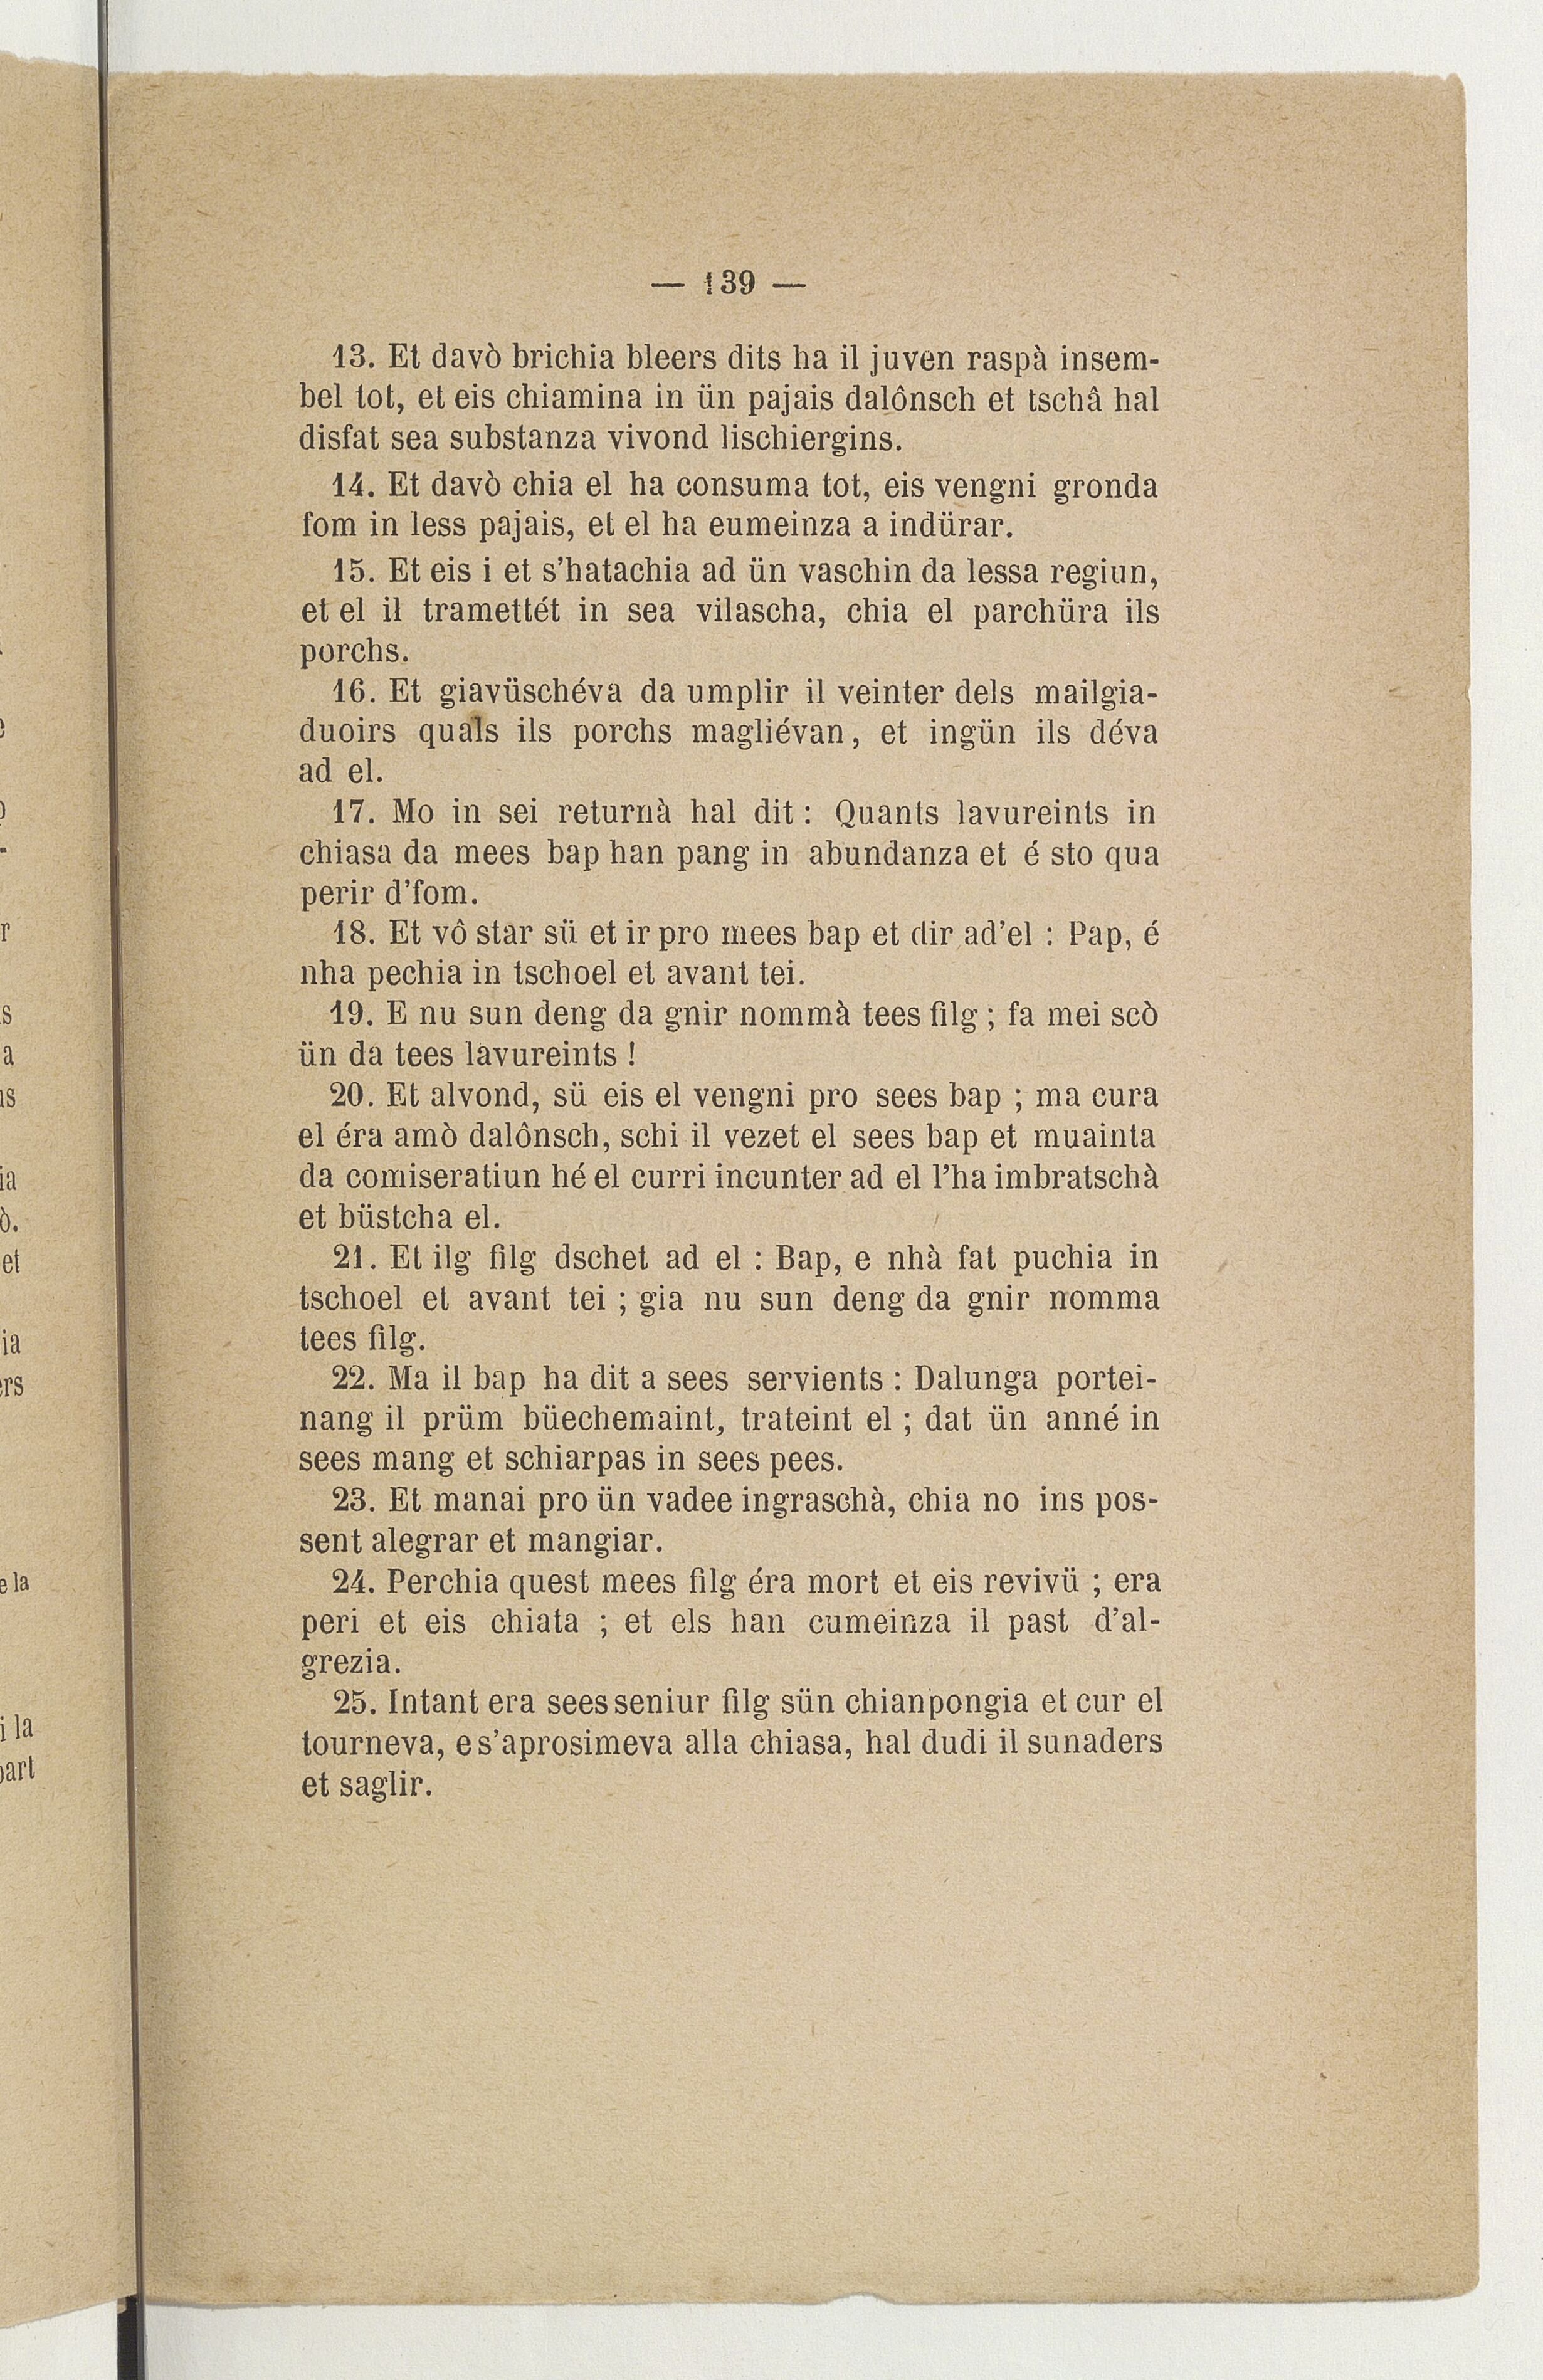 — 139 —
13. Et davò brichia bleers dits ha il juven raspà insem-
bel tot, et eis chiamina in ün pajais dalônsch et tschâ hal
disfat sea substanza vivond lischiergins.
14. Et davò chia el ha consuma tot, eis vengni gronda
fom in less pajais, et el ha eumeinza a indürar.
15. Et eis i et s'hatachia ad ün vaschin da lessa regiun,
et el il tramettét in sea vilascha, chia el parchüra ils
porchs.
16. Et giavüschéva da umplir il veinter dels mailgia-
duoirs quals ils porchs magliévan, et ingün ils déva
ad el.
17. Mo in sei returnà hal dit : Quants lavureints in
chiasa da mees bap han pang in abundanza et é sto qua
perir d'fom.
18. Et vô star sü et ir pro mees bap et dir ad'el : Pap, é
nha pechia in tschoel et avant tei.
19. E nu sun deng da gnir nommà tees filg ; fa mei scò
ün da tees lavureints !
20. Et alvond, sü eis el vengni pro sees bap ; ma cura
el éra amò dalônsch, schi il vezet el sees bap et muainta
da comiseratiun hé el curri incunter ad el l'ha imbratschà
et büstcha el.
21. Et ilg filg dschet ad el : Bap, e nhà fat puchia in
tschoel et avant tei ; gia nu sun deng da gnir nomma
tees filg.
22. Ma il bap ha dit a sees servients : Dalunga portei-
nang il prüm büechemaint, trateint el ; dat ün anné in
sees mang et schiarpas in sees pees.
23. Et manai pro ün vadee ingraschà, chia no ins pos-
sent alegrar et mangiar.
24. Perchia quest mees filg éra mort et eis revivü ; era
peri et eis chiata ; et els han cumeinza il past d'al-
grezia.
25. Intant era sees seniur filg sün chianpongia et cur el
tourneva, e s'aprosimeva alla chiasa, hal dudi il sunaders
et saglir.